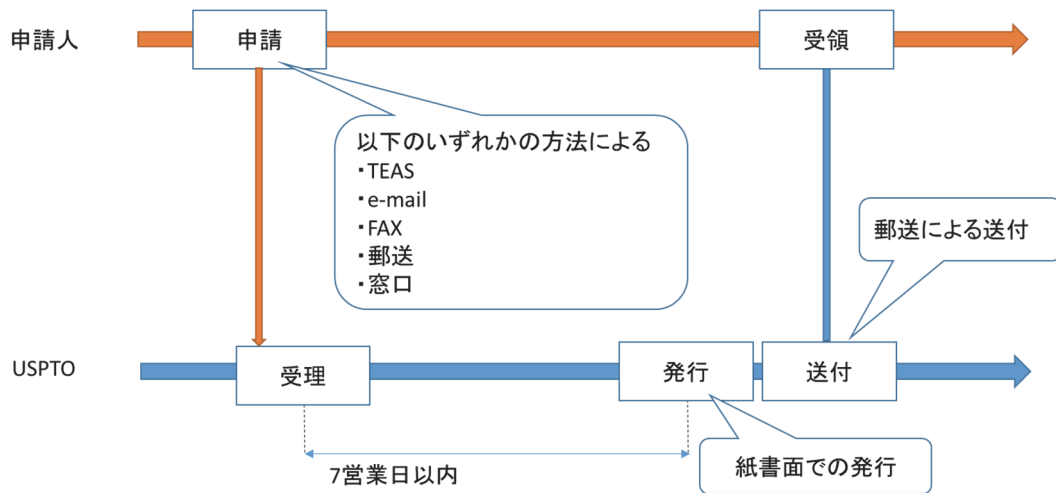 申請人
申請
受領
以下のいずれかの方法による
・TEAS
・e-mail
・FAX
・郵送
・窓口
郵送による送付
USPTO
受理
発行
送付
7営業日以内
紙書面での発行